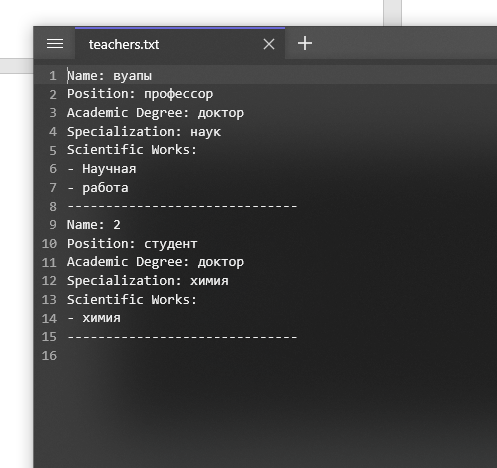 teachers.txt
1 Name: вуапы
2 Position: профессор
3 Academic Degree: доктор
4 Specialization: наук
5 Scientific Works:
6 - Научная
7 - работа
8 ------------------------------
9 Name: 2
10 Position: студент
11 Academic Degree: доктор
12 Specialization: химия
13 Scientific Works:
14 - химия
15 ------------------------------
16